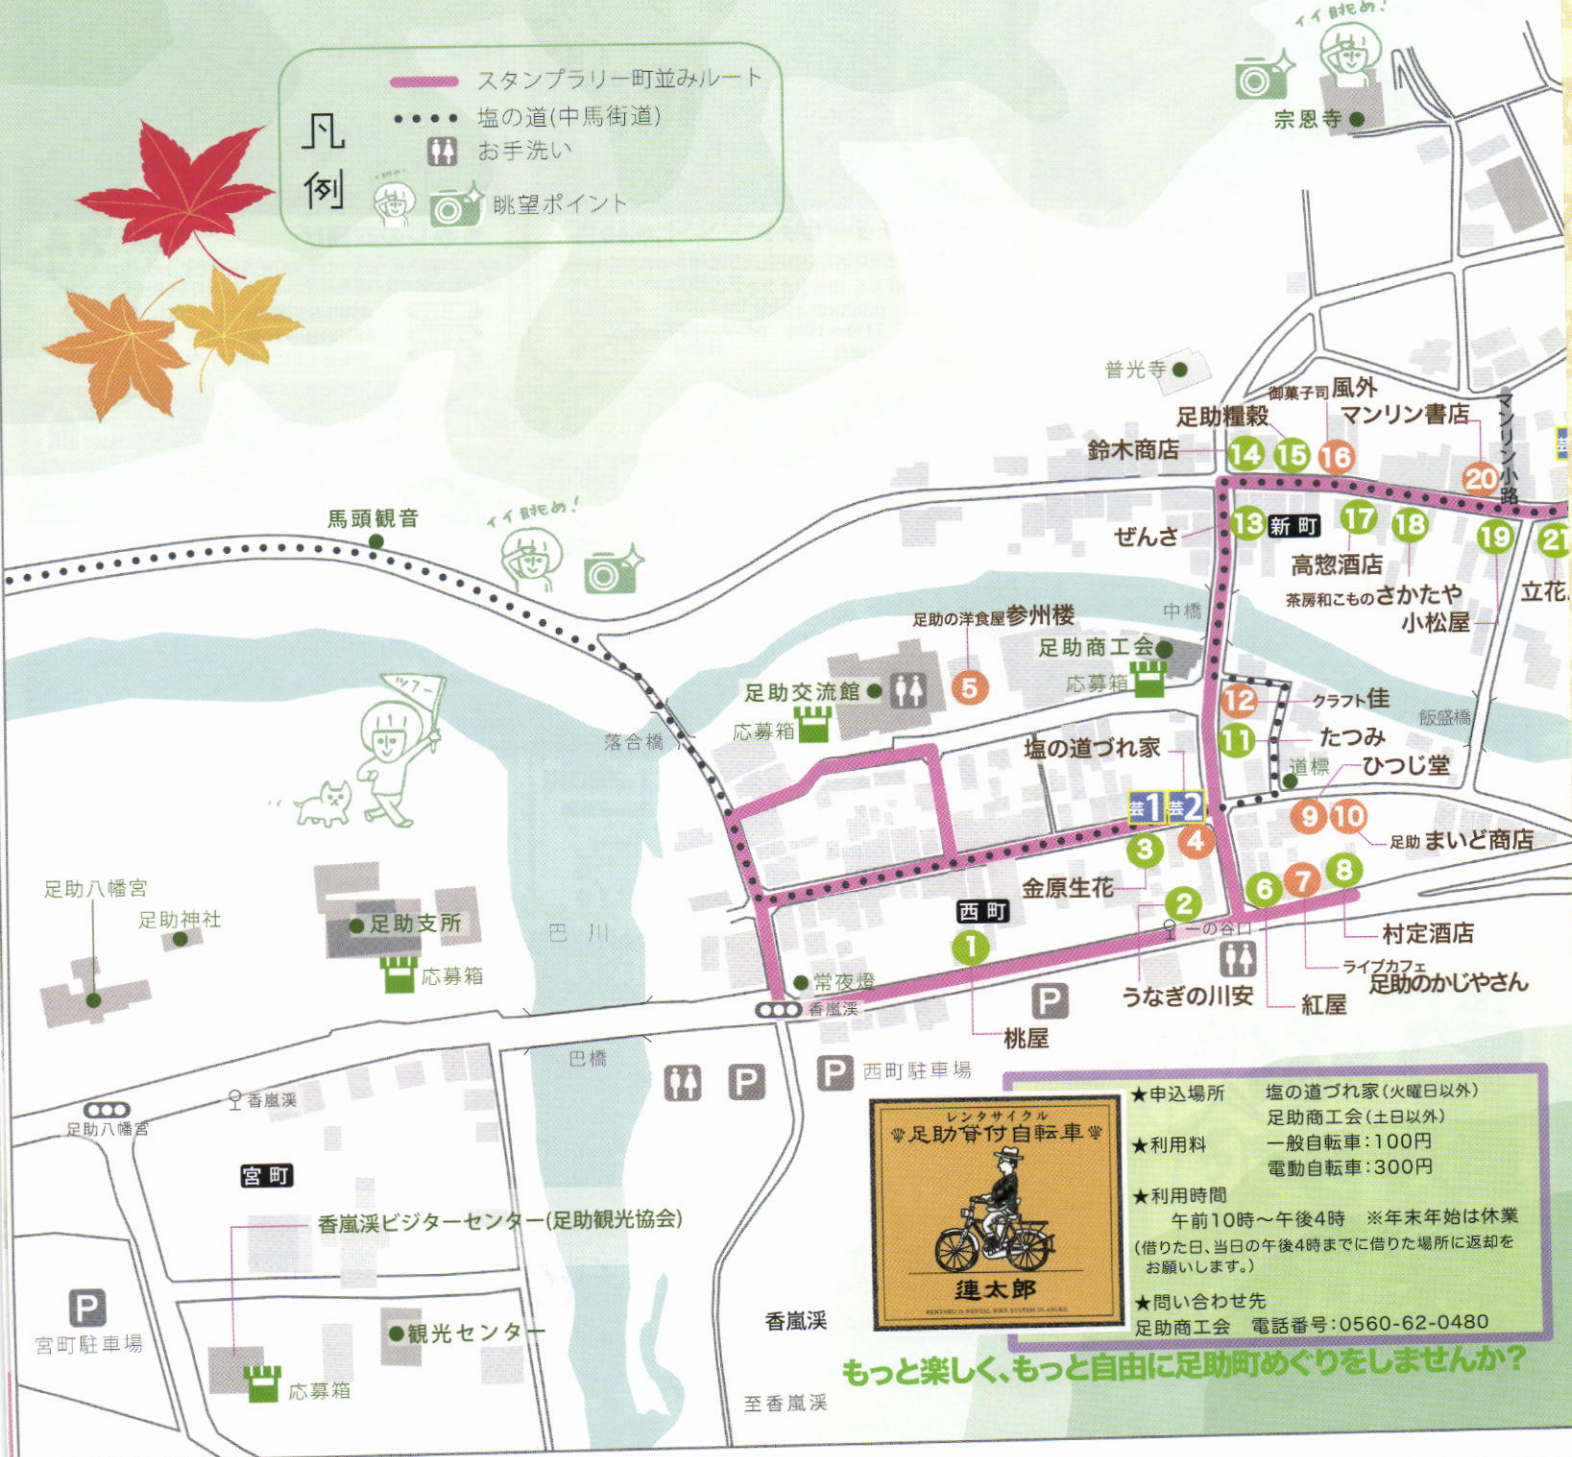 凡例
スタンプラリー町並みルート
塩の道(中馬街道)
お手洗い
眺望ポイント
イイ眺め!
宗恩寺
普光寺
御菓子司 風外
足助糧穀
マンリン書店
マンリン小路
鈴木商店
14
15
16
20
ぜんさ
13
新町
17
18
19
21
高惣酒店
茶房和こものさかたや
小松屋
立花
馬頭観音
イイ眺め!
中橋
足助の洋食屋 参州楼
足助商工会
応募箱
足助交流館
5
応募箱
12
クラフト佳
飯盛橋
11
たつみ
道標
ひつじ堂
塩の道づれ家
落合橋
ツアー
芸1
芸2
9
10
足助 まいど商店
3
4
金原生花
西町
2
6
7
8
1
一の谷口
村定酒店
ライブカフェ
足助のかじやさん
紅屋
うなぎの川安
P
桃屋
足助八幡宮
足助神社
足助支所
応募箱
巴川
常夜燈
香嵐渓
巴橋
P
P 西町駐車場
香嵐渓
足助八幡宮
宮町
香嵐渓ビジターセンター(足助観光協会)
P
宮町駐車場
観光センター
応募箱
香嵐渓
至香嵐渓
レンタサイクル
足助貸付自転車
連太郎
RENTARO IS RENTAL BIKE SYSTEM IN ASUKE
★申込場所 塩の道づれ家(火曜日以外)
足助商工会(土日以外)
★利用料 一般自転車:100円
電動自転車:300円
★利用時間
午前10時〜午後4時 ※年末年始は休業
(借りた日、当日の午後4時までに借りた場所に返却を
お願いします。)
★問い合わせ先
足助商工会 電話番号:0560-62-0480
もっと楽しく、もっと自由に足助町めぐりをしませんか?